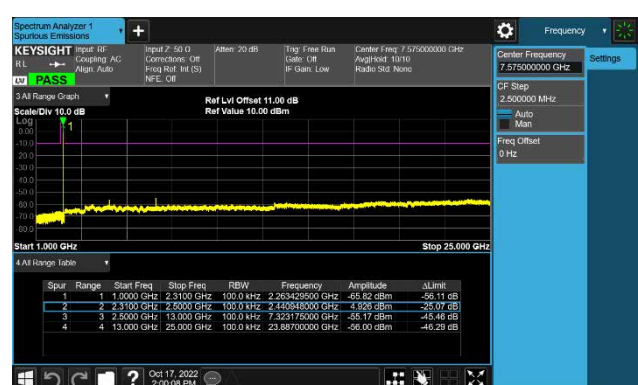 Spectrum Analyzer 1
Spurious Emissions
Frequency
KEYSIGHT
RL
PASS
Input: RF
Coupling: AC
Align: Auto
Input Z: 50 Ω
Corrections: Off
Freq Ref: Int (S)
NFE: Off
Atten: 20 dB
Trig: Free Run
Gate: Off
IF Gain: Low
Center Freq: 7.575000000 GHz
Avg|Hold: 10/10
Radio Std: None
Center Frequency
7.575000000 GHz
Settings
CF Step
2.500000 MHz
Auto
Man
Freq Offset
0 Hz
3 All Range Graph
Scale/Div 10.0 dB
Ref Lvl Offset 11.00 dB
Ref Value 10.00 dBm
Log
1
0.00
-10.0
-20.0
-30.0
-40.0
-50.0
-60.0
-70.0
-80.0
Start 1.000 GHz
Stop 25.000 GHz
4 All Range Table
Spur Range Start Freq Stop Freq RBW Frequency Amplitude ΔLimit
1 1 1.0000 GHz 2.3100 GHz 100.0 kHz 2.263429500 GHz -65.82 dBm -56.11 dB
2 2 2.3100 GHz 2.5000 GHz 100.0 kHz 2.440948000 GHz 4.926 dBm -25.07 dB
3 3 2.5000 GHz 13.000 GHz 100.0 kHz 7.323175000 GHz -55.17 dBm -45.46 dB
4 4 13.000 GHz 25.000 GHz 100.0 kHz 23.88700000 GHz -56.00 dBm -46.29 dB
Oct 17, 2022
2:00:08 PM